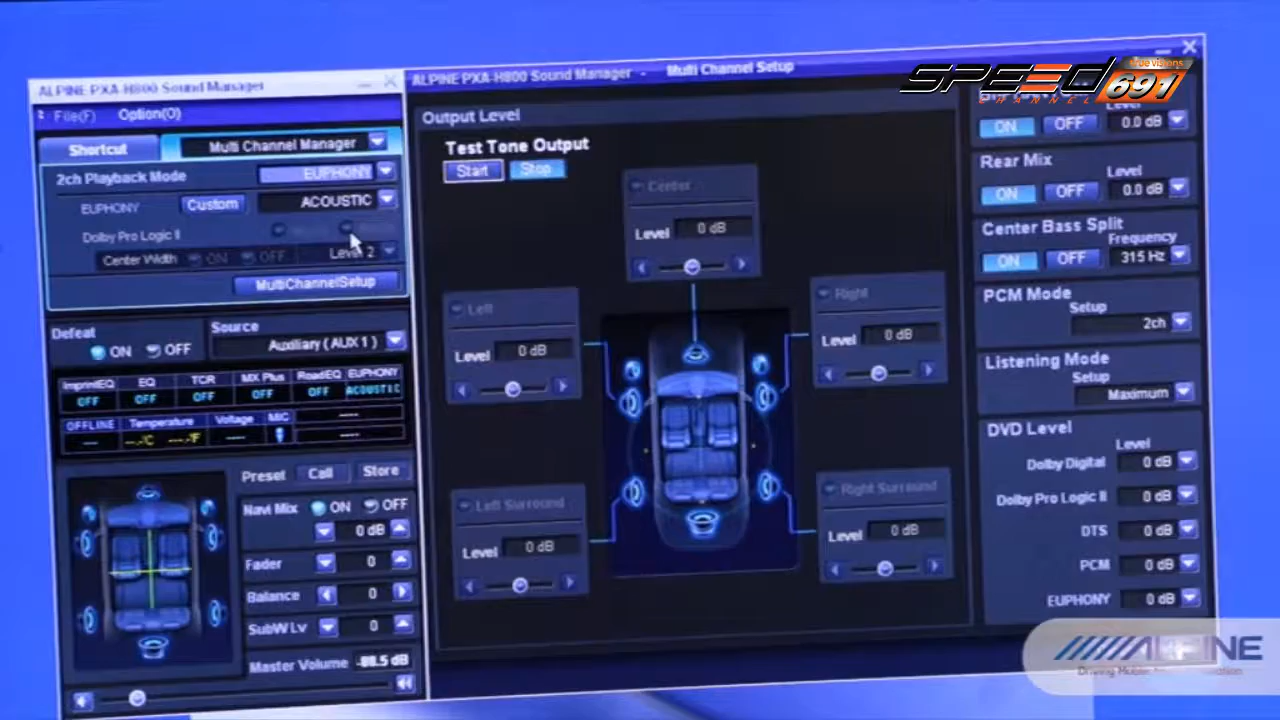 ALPINE PXA-H800 Sound Manager
File(F) Option(O)
Shortcut
Multi Channel Manager
2ch Playback Mode
EUPHONY
EUPHONY
Custom
ACOUSTIC
Dolby Pro Logic II
Center Width ON OFF Level 2
MultiChannelSetup
Defeat
ON OFF
Source
Auxiliary ( AUX 1 )
ImprintEQ EQ TCR MX Plus RoadEQ EUPHONY
OFF OFF OFF OFF OFF ACOUSTIC
OFFLINE Temperature Voltage MIC
--- --.-°C ---.-°F ---- ----
----
Preset Call Store
Navi Mix ON OFF
0 dB
Fader 0
Balance 0
SubW Lv 0
Master Volume -88.5 dB
ALPINE PXA-H800 Sound Manager - Multi Channel Setup
Output Level
Test Tone Output
Start Stop
Center
Level 0 dB
Left
Level 0 dB
Right
Level 0 dB
Left Surround
Level 0 dB
Right Surround
Level 0 dB
Level
ON OFF 0.0 dB
Rear Mix
Level
ON OFF 0.0 dB
Center Bass Split
Frequency
ON OFF 315 Hz
PCM Mode
Setup
2ch
Listening Mode
Setup
Maximum
DVD Level
Level
Dolby Digital 0 dB
Dolby Pro Logic II 0 dB
DTS 0 dB
PCM 0 dB
EUPHONY 0 dB
SPEED
CHANNEL
true visions
691
ALPINE